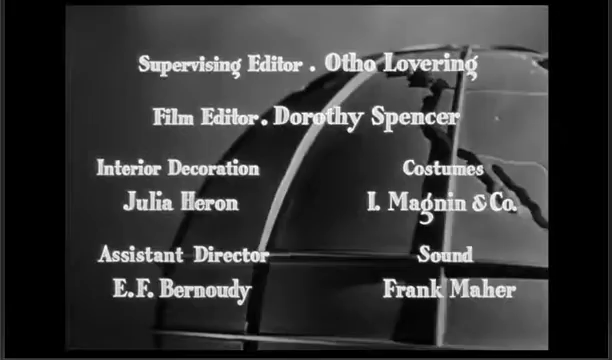 Supervising Editor . Otho Lovering
Film Editor . Dorothy Spencer
Interior Decoration
Julia Heron
Costumes
I. Magnin & Co.
Assistant Director
E.F. Bernoudy
Sound
Frank Maher